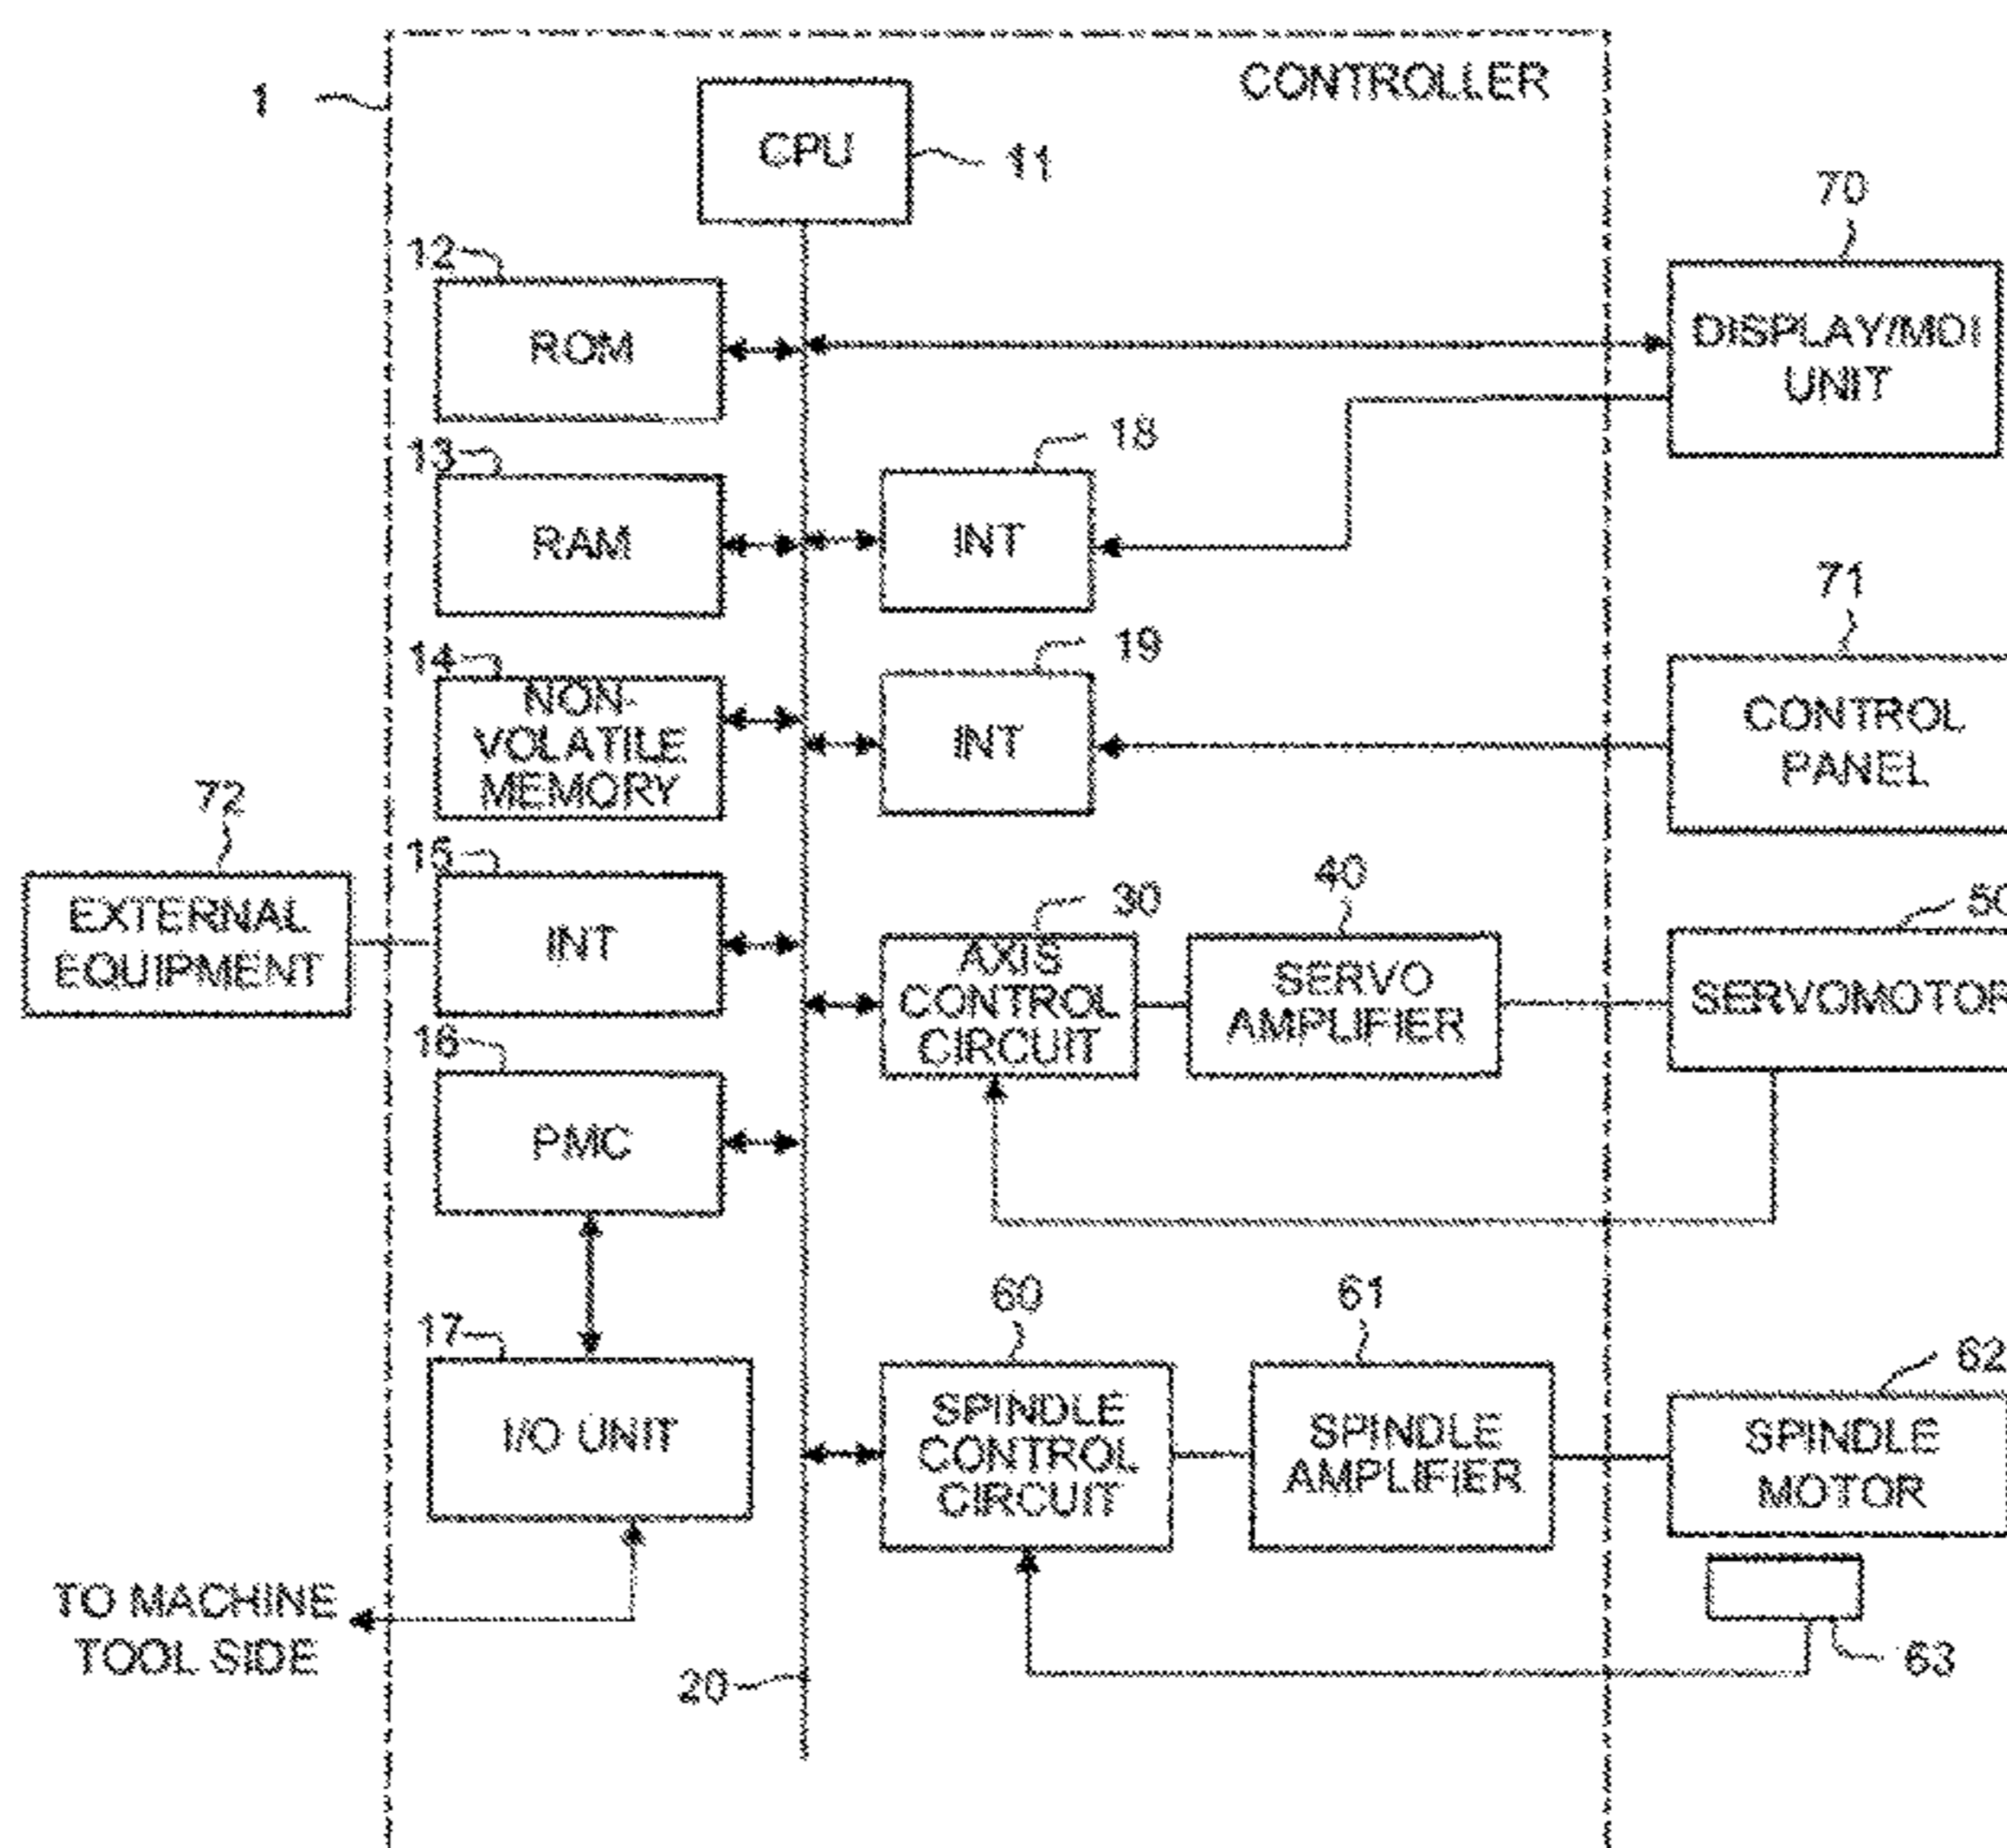 CONTROLLER
1
CPU
11
70
12
ROM
DISPLAY/MDI
UNIT
13
18
RAM
INT
71
14
19
NON-
VOLATILE
MEMORY
INT
CONTROL
PANEL
72
15
40
30
50
EXTERNAL
EQUIPMENT
INT
AXIS
CONTROL
CIRCUIT
SERVO
AMPLIFIER
SERVOMOTOR
16
PMC
60
61
17
62
I/O UNIT
SPINDLE
CONTROL
CIRCUIT
SPINDLE
AMPLIFIER
SPINDLE
MOTOR
TO MACHINE
TOOL SIDE
63
20